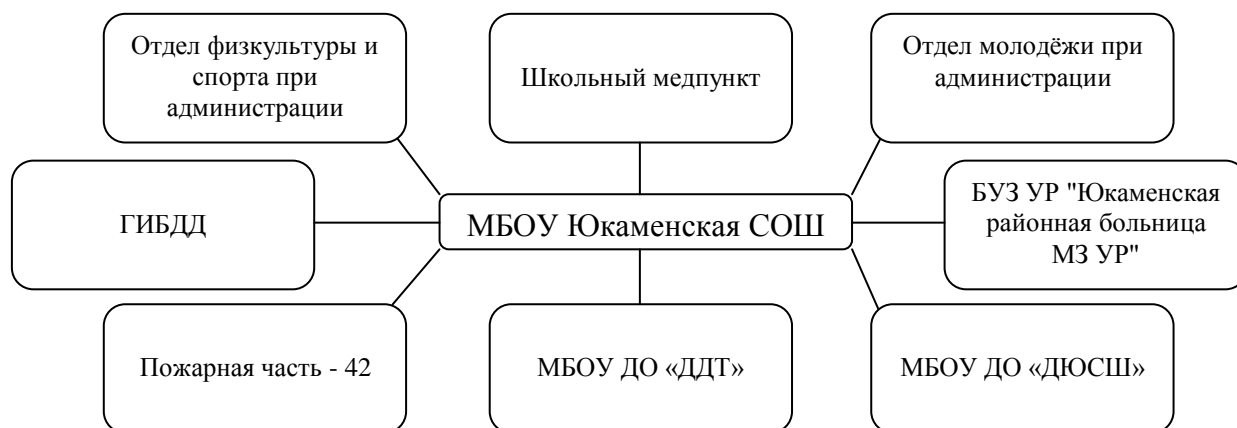 Отдел физкультуры и
спорта при
администрации
Школьный медпункт
Отдел молодёжи при
администрации
ГИБДД
МБОУ Юкаменская СОШ
БУЗ УР "Юкаменская
районная больница
МЗ УР"
Пожарная часть - 42
МБОУ ДО «ДДТ»
МБОУ ДО «ДЮСШ»